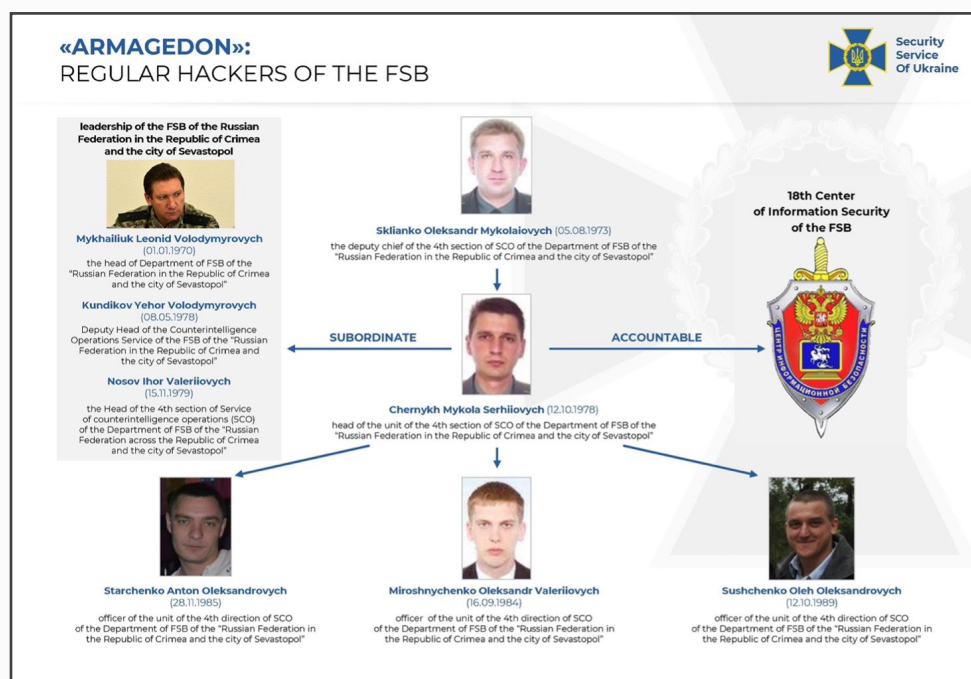 «ARMAGEDON»:
REGULAR HACKERS OF THE FSB
Security
Service
Of Ukraine
leadership of the FSB of the Russian
Federation in the Republic of Crimea
and the city of Sevastopol
Mykhailiuk Leonid Volodymyrovych
(01.01.1970)
the head of Department of FSB of the
"Russian Federation in the Republic of Crimea
and the city of Sevastopol"
Kundikov Yehor Volodymyrovych
(08.05.1978)
Deputy Head of the Counterintelligence
Operations Service of the FSB of the "Russian
Federation in the Republic of Crimea and
the city of Sevastopol"
Nosov Ihor Valeriiovych
(15.11.1979)
the Head of the 4th section of Service
of counterintelligence operations (SCO)
of the Department of FSB of the "Russian
Federation across the Republic of Crimea
and the city of Sevastopol"
Sklianko Oleksandr Mykolaiovych (05.08.1973)
the deputy chief of the 4th section of SCO of the Department of FSB of the
"Russian Federation in the Republic of Crimea and the city of Sevastopol"
SUBORDINATE
ACCOUNTABLE
Chernykh Mykola Serhiiovych (12.10.1978)
head of the unit of the 4th section of SCO of the Department of FSB of the
"Russian Federation in the Republic of Crimea and the city of Sevastopol"
18th Center
of Information Security
of the FSB
ЦЕНТР ИНФОРМАЦИОННОЙ БЕЗОПАСНОСТИ
Starchenko Anton Oleksandrovych
(28.11.1985)
officer of the unit of the 4th direction of SCO
of the Department of FSB of the "Russian Federation in
the Republic of Crimea and the city of Sevastopol"
Miroshnychenko Oleksandr Valeriiovych
(16.09.1984)
officer of the unit of the 4th direction of SCO
of the Department of FSB of the "Russian Federation in
the Republic of Crimea and the city of Sevastopol"
Sushchenko Oleh Oleksandrovych
(12.10.1989)
officer of the unit of the 4th direction of SCO
of the Department of FSB of the "Russian Federation in
the Republic of Crimea and the city of Sevastopol"